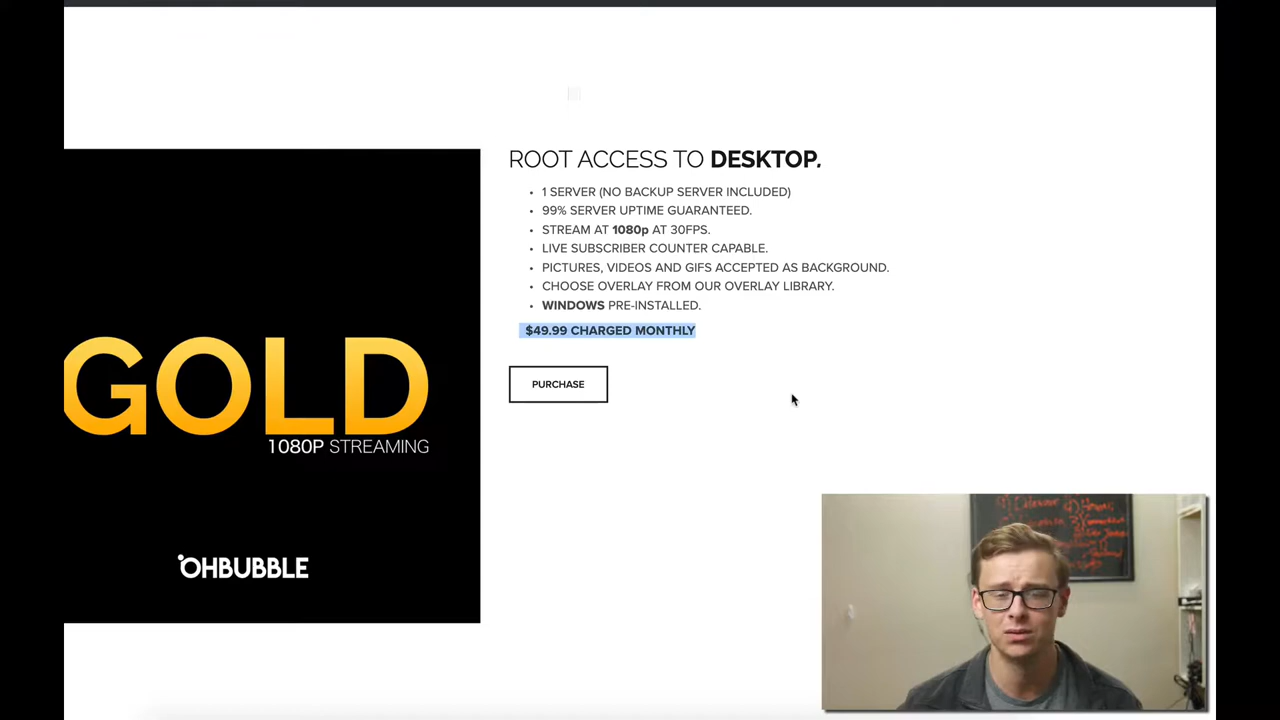 ROOT ACCESS TO DESKTOP.
• 1 SERVER (NO BACKUP SERVER INCLUDED)
• 99% SERVER UPTIME GUARANTEED.
• STREAM AT 1080p AT 30FPS.
• LIVE SUBSCRIBER COUNTER CAPABLE.
• PICTURES, VIDEOS AND GIFS ACCEPTED AS BACKGROUND.
• CHOOSE OVERLAY FROM OUR OVERLAY LIBRARY.
• WINDOWS PRE-INSTALLED.
$49.99 CHARGED MONTHLY
PURCHASE
GOLD
1080P STREAMING
OHBUBBLE